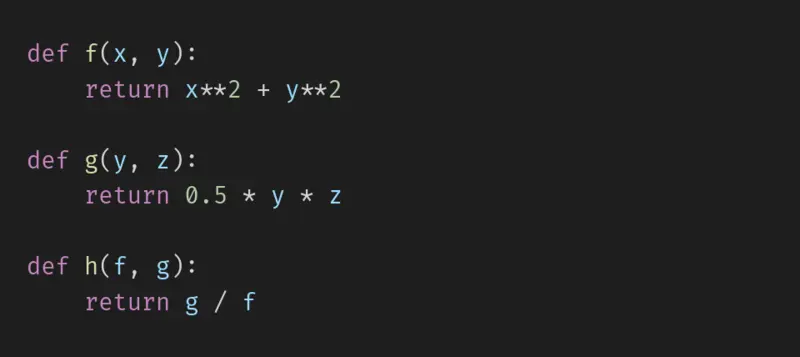 def f(x, y):
    return x**2 + y**2
def g(y, z):
    return 0.5 * y * z
def h(f, g):
    return g / f